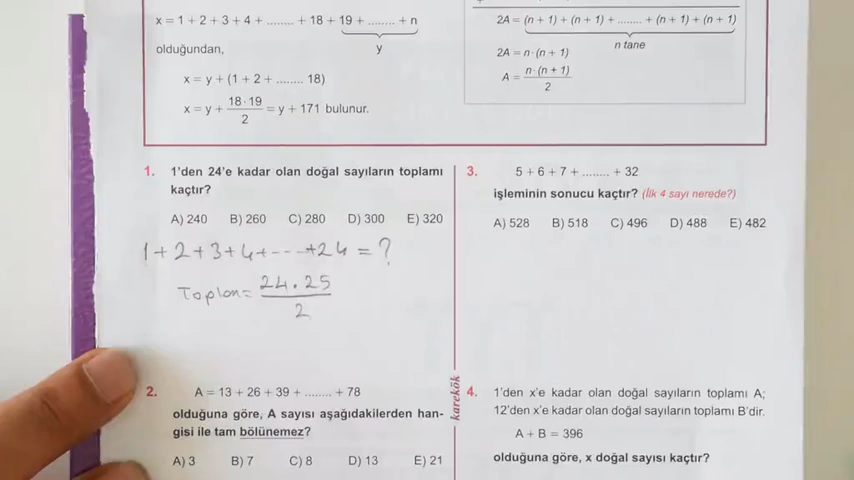 x = 1 + 2 + 3 + 4 + ........ + 18 + 19 + ........ + n
y
olduğundan,
x = y + (1 + 2 + ........ 18)
x = y + 18 · 19 / 2 = y + 171 bulunur.
2A = (n + 1) + (n + 1) + ....... + (n + 1) + (n + 1)
n tane
2A = n · (n + 1)
A = n · (n + 1) / 2
1. 1'den 24'e kadar olan doğal sayıların toplamı
kaçtır?
A) 240 B) 260 C) 280 D) 300 E) 320
1 + 2 + 3 + 4 + --- + 24 = ?
Toplam = 24 . 25 / 2
2. A = 13 + 26 + 39 + ........ + 78
olduğuna göre, A sayısı aşağıdakilerden han-
gisi ile tam bölünemez?
A) 3 B) 7 C) 8 D) 13 E) 21
karekök
3. 5 + 6 + 7 + ........ + 32
işleminin sonucu kaçtır? (İlk 4 sayı nerede?)
A) 528 B) 518 C) 496 D) 488 E) 482
4. 1'den x'e kadar olan doğal sayıların toplamı A;
12'den x'e kadar olan doğal sayıların toplamı B'dir.
A + B = 396
olduğuna göre, x doğal sayısı kaçtır?